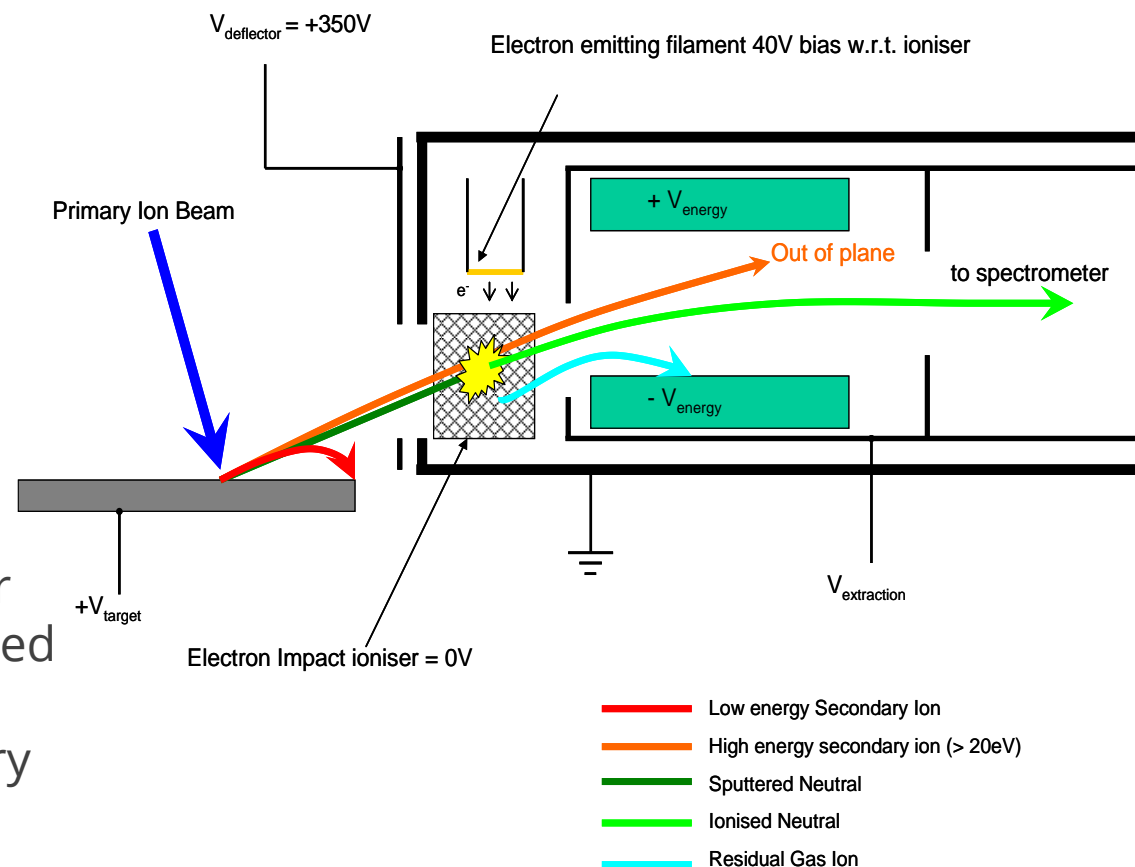 V_deflector = +350V
Electron emitting filament 40V bias w.r.t. ioniser
Primary Ion Beam
+ V_energy
Out of plane
to spectrometer
e-
- V_energy
+V_target
r
ed
ry
V_extraction
Electron Impact ioniser = 0V
Low energy Secondary Ion
High energy secondary ion (> 20eV)
Sputtered Neutral
Ionised Neutral
Residual Gas Ion